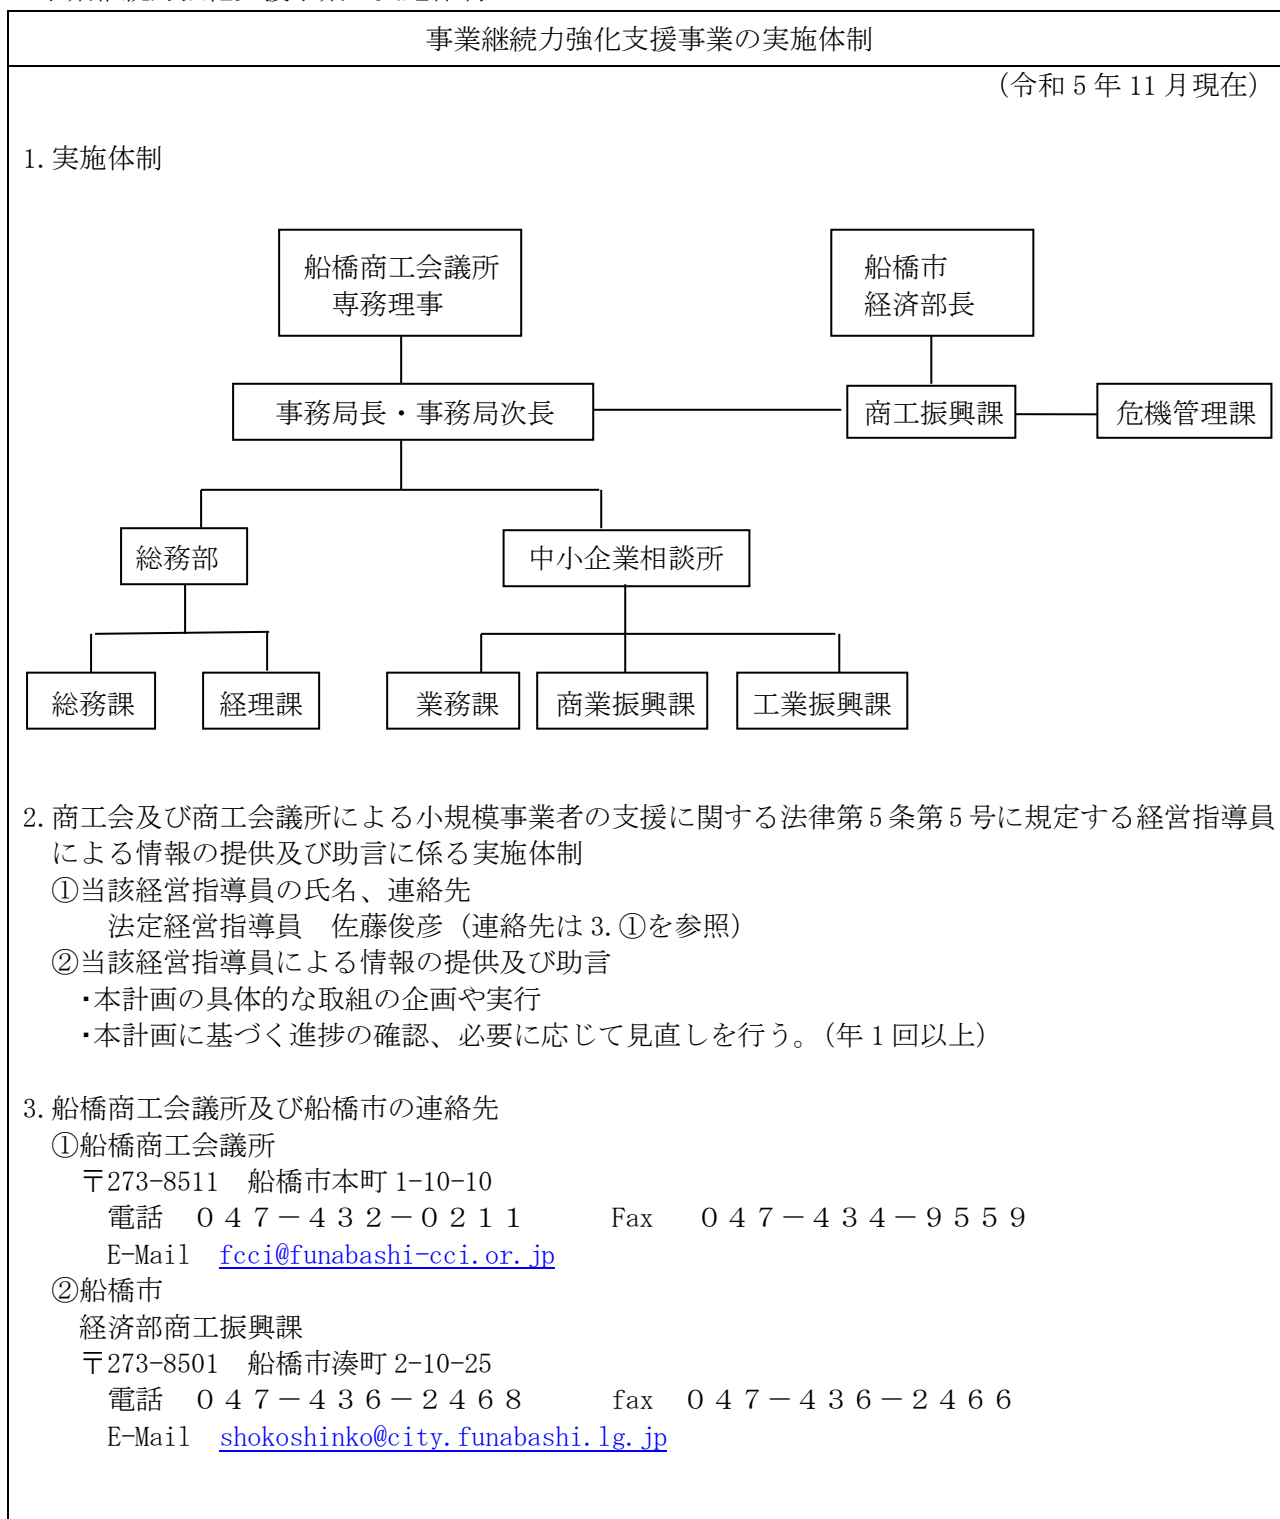 事業継続力強化支援事業の実施体制
(令和5年11月現在)
1.実施体制
船橋商工会議所
専務理事
船橋市
経済部長
事務局長・事務局次長
商工振興課
危機管理課
総務部
中小企業相談所
総務課
経理課
業務課
商業振興課
工業振興課
2.商工会及び商工会議所による小規模事業者の支援に関する法律第5条第5号に規定する経営指導員
による情報の提供及び助言に係る実施体制
①当該経営指導員の氏名、連絡先
法定経営指導員　佐藤俊彦（連絡先は3.①を参照）
②当該経営指導員による情報の提供及び助言
・本計画の具体的な取組の企画や実行
・本計画に基づく進捗の確認、必要に応じて見直しを行う。（年1回以上）
3.船橋商工会議所及び船橋市の連絡先
①船橋商工会議所
〒273-8511　船橋市本町1-10-10
電話　０４７－４３２－０２１１　　　Fax　０４７－４３４－９５５９
E-Mail　fcci@funabashi-cci.or.jp
②船橋市
経済部商工振興課
〒273-8501　船橋市湊町2-10-25
電話　０４７－４３６－２４６８　　　fax　０４７－４３６－２４６６
E-Mail　shokoshinko@city.funabashi.lg.jp